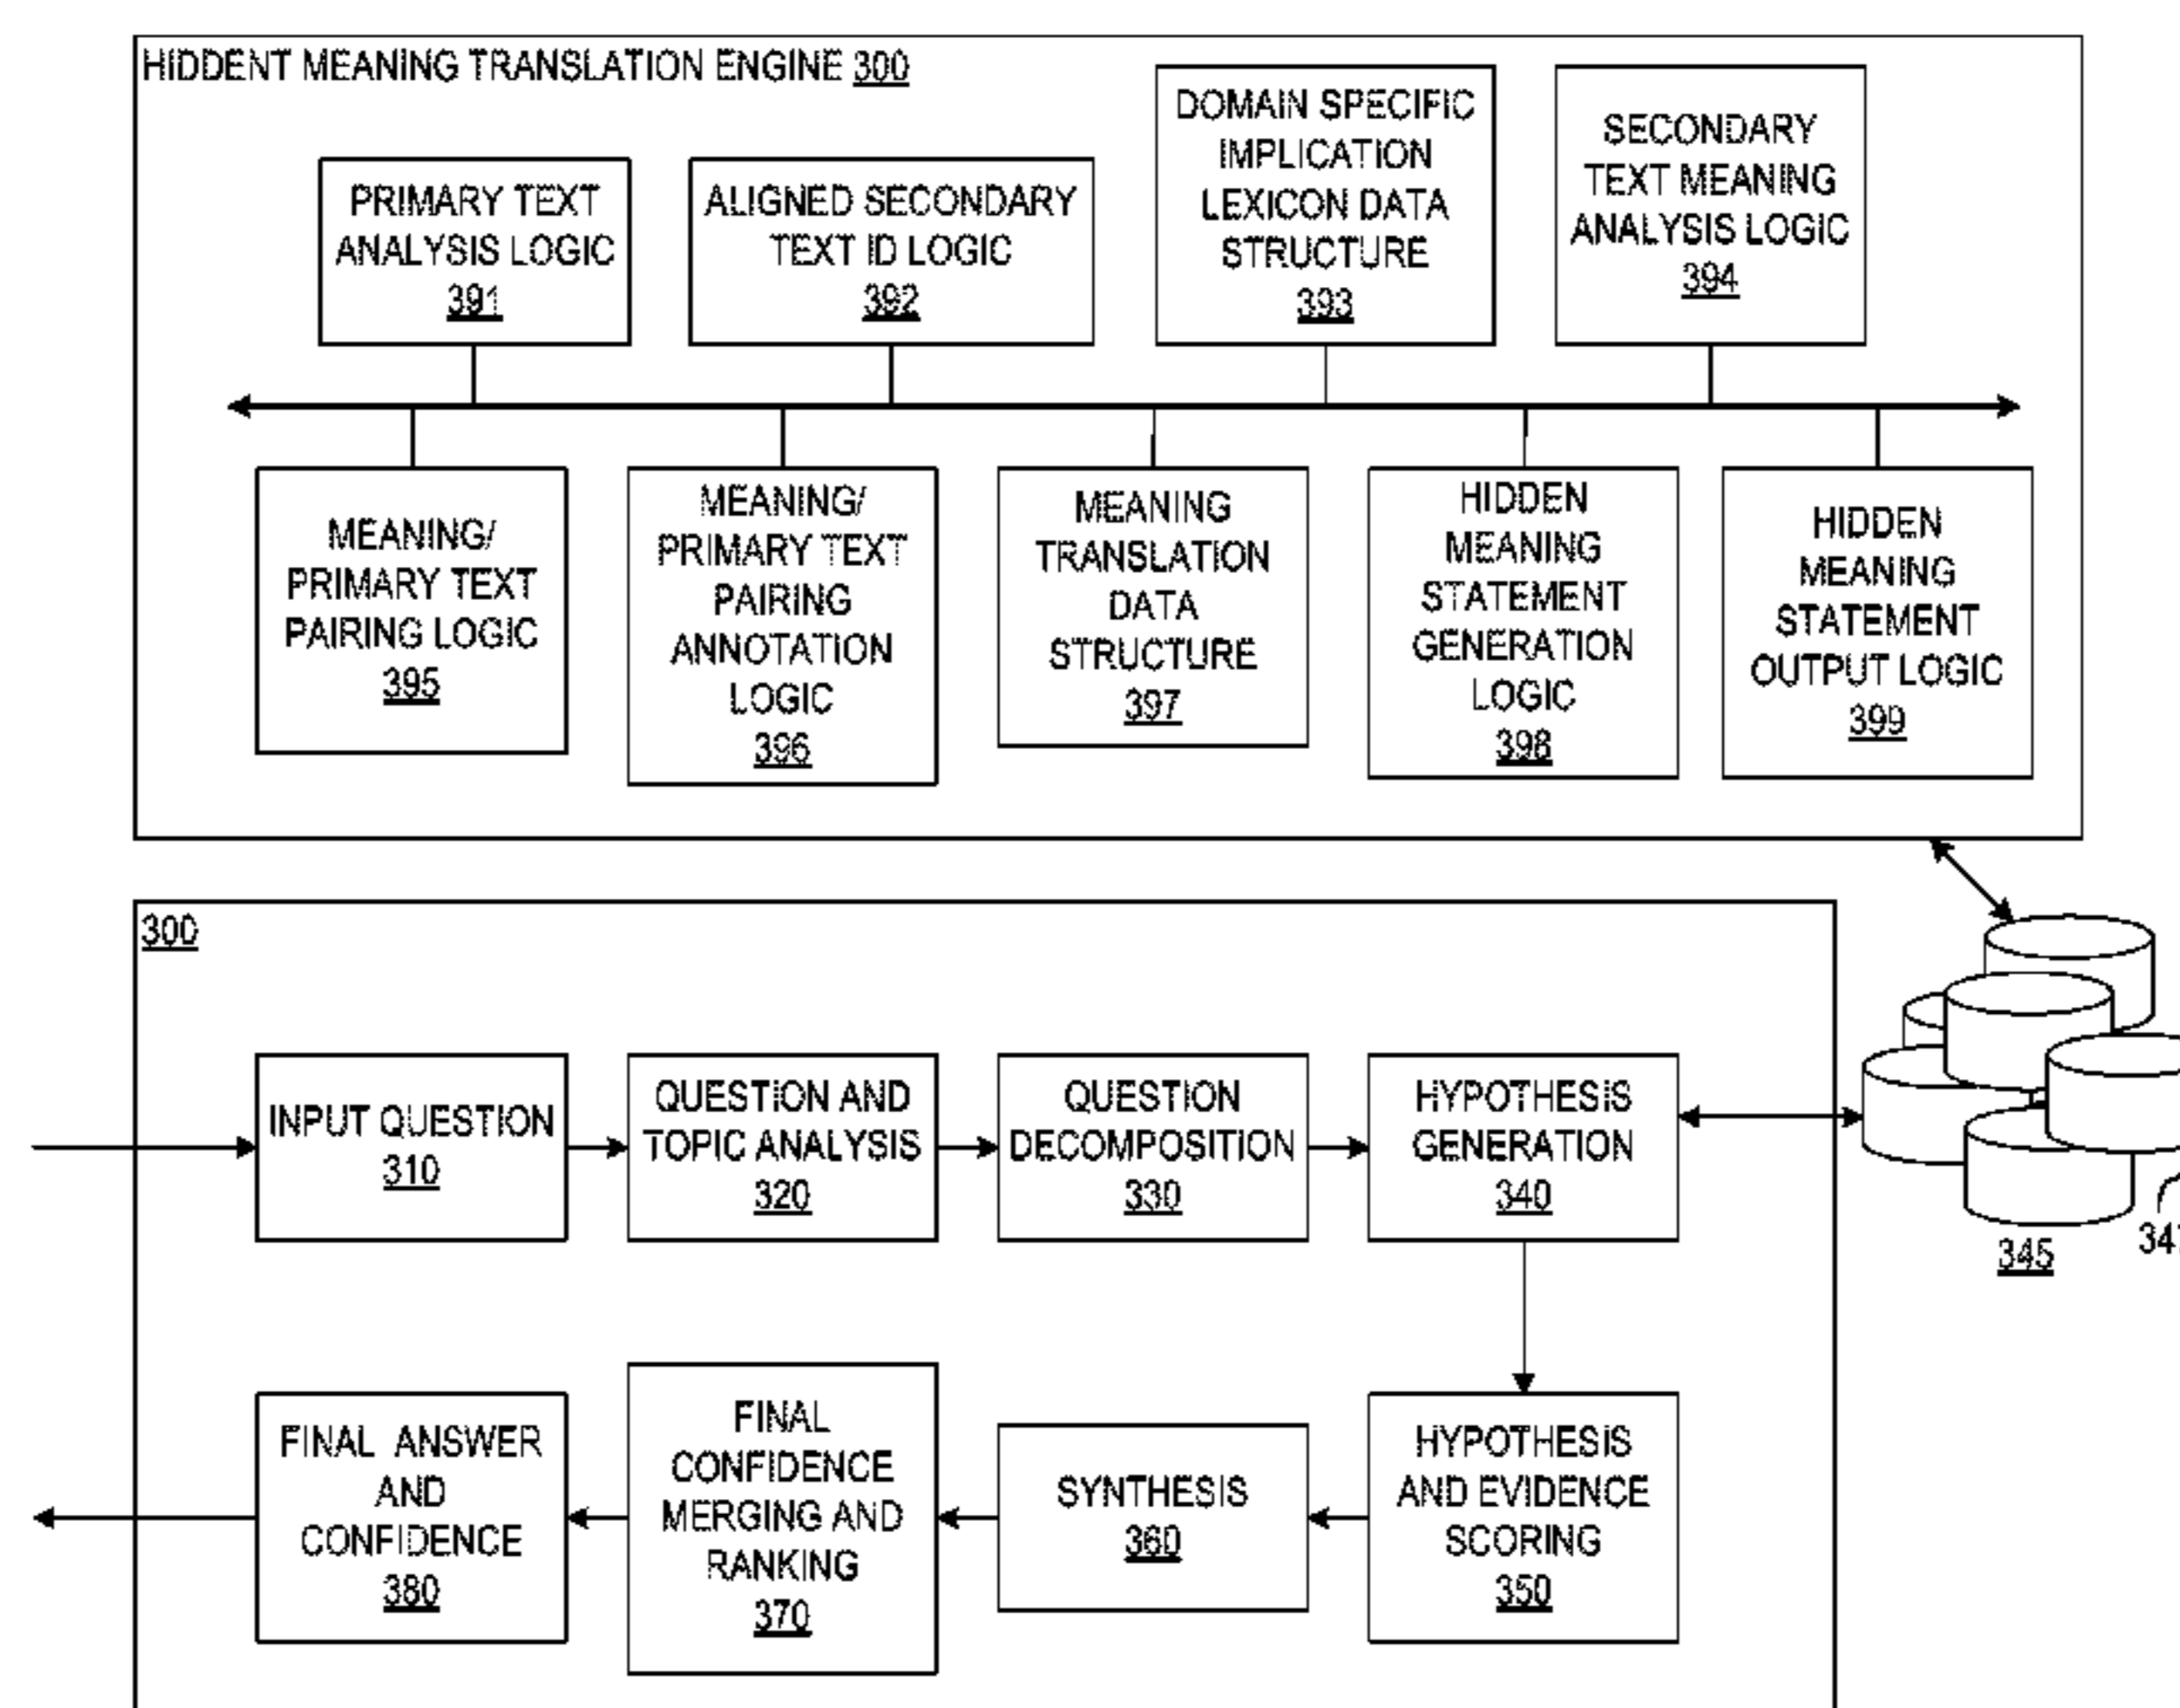 HIDDENT MEANING TRANSLATION ENGINE 300
PRIMARY TEXT
ANALYSIS LOGIC
391
ALIGNED SECONDARY
TEXT ID LOGIC
392
DOMAIN SPECIFIC
IMPLICATION
LEXICON DATA
STRUCTURE
393
SECONDARY
TEXT MEANING
ANALYSIS LOGIC
394
MEANING/
PRIMARY TEXT
PAIRING LOGIC
395
MEANING/
PRIMARY TEXT
PAIRING
ANNOTATION
LOGIC
396
MEANING
TRANSLATION
DATA
STRUCTURE
397
HIDDEN
MEANING
STATEMENT
GENERATION
LOGIC
398
HIDDEN
MEANING
STATEMENT
OUTPUT LOGIC
399
300
INPUT QUESTION
310
QUESTION AND
TOPIC ANALYSIS
320
QUESTION
DECOMPOSITION
330
HYPOTHESIS
GENERATION
340
345
FINAL ANSWER
AND
CONFIDENCE
380
FINAL
CONFIDENCE
MERGING AND
RANKING
370
SYNTHESIS
360
HYPOTHESIS
AND EVIDENCE
SCORING
350